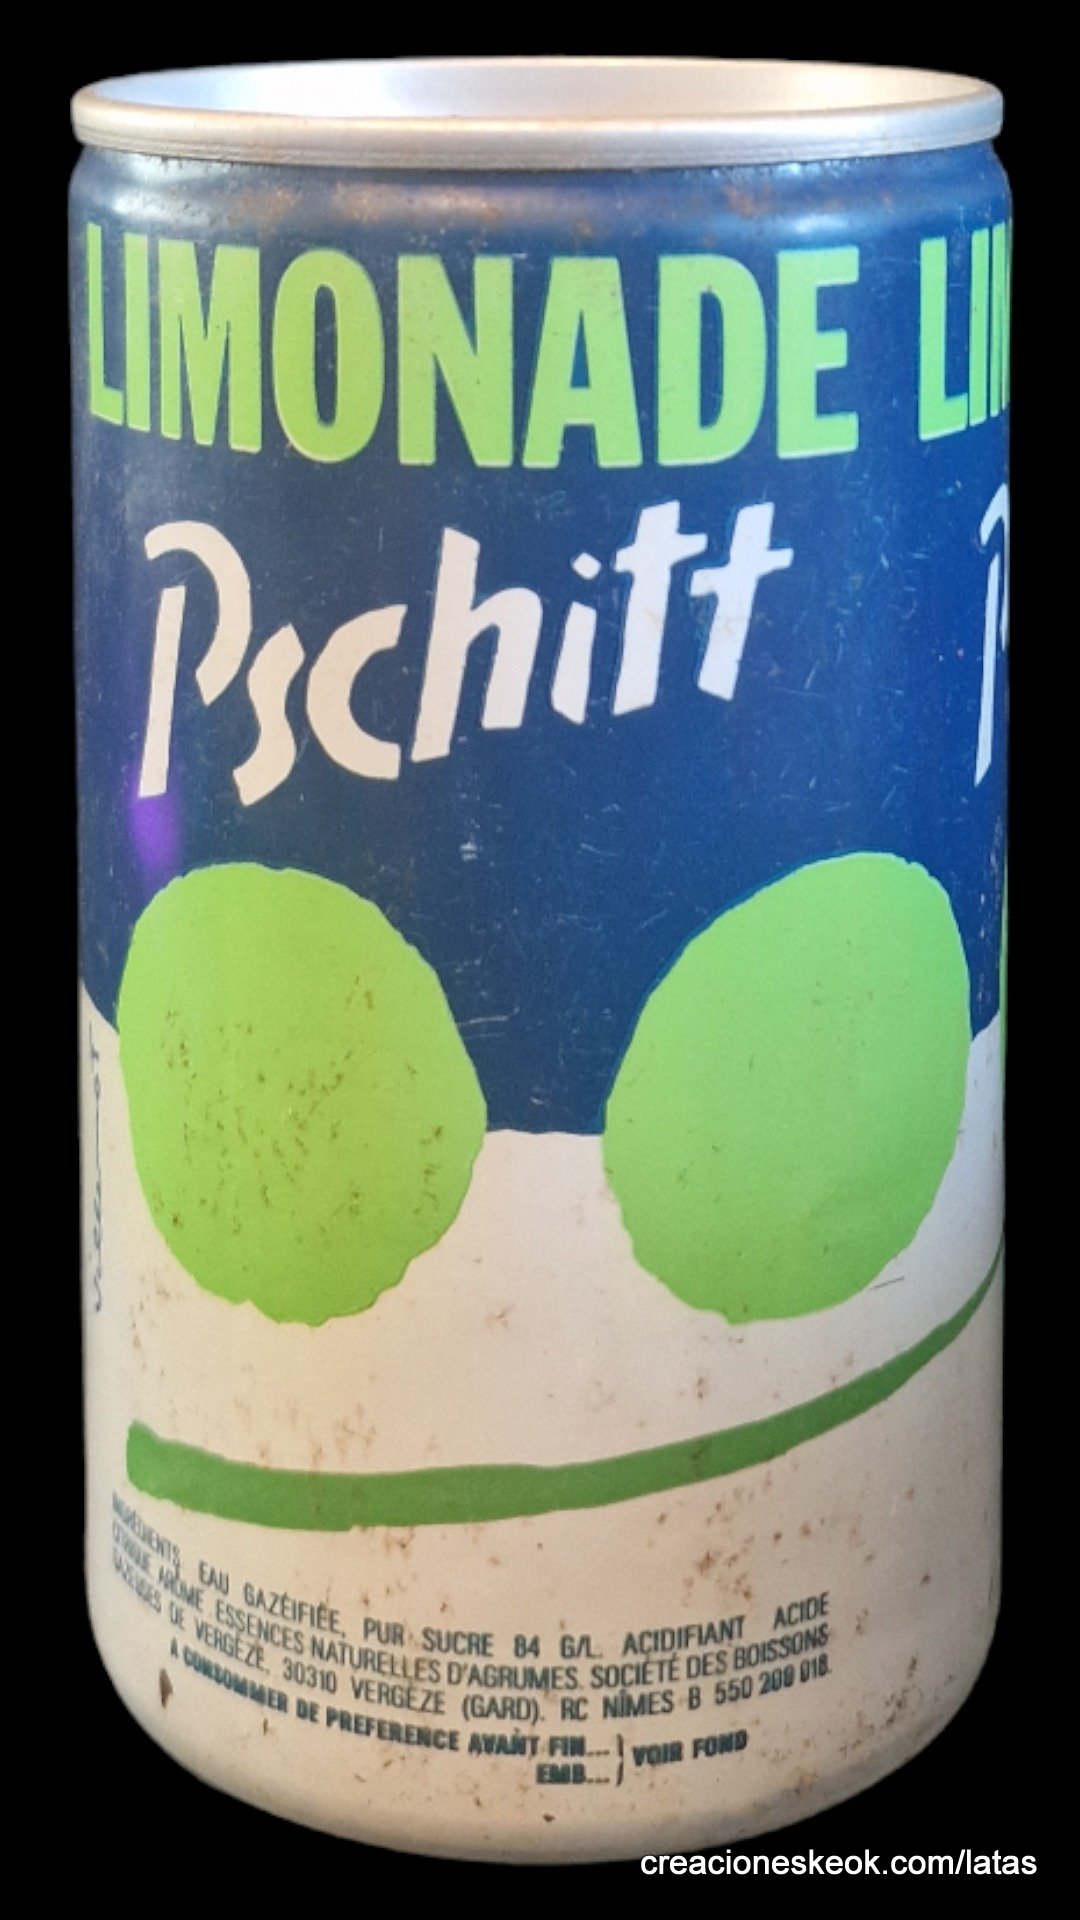 LIMONADE LIM
Pschitt P
Villemot
INGRÉDIENTS. EAU GAZÉIFIÉE, PUR SUCRE 84 G/L. ACIDIFIANT ACIDE
CITRIQUE ARÔME ESSENCES NATURELLES D'AGRUMES. SOCIÉTÉ DES BOISSONS
GAZEUSES DE VERGÈZE, 30310 VERGÈZE (GARD). RC NÎMES B 550 200 018.
A CONSOMMER DE PREFERENCE AVANT FIN... } VOIR FOND
EMB...
creacioneskeok.com/latas